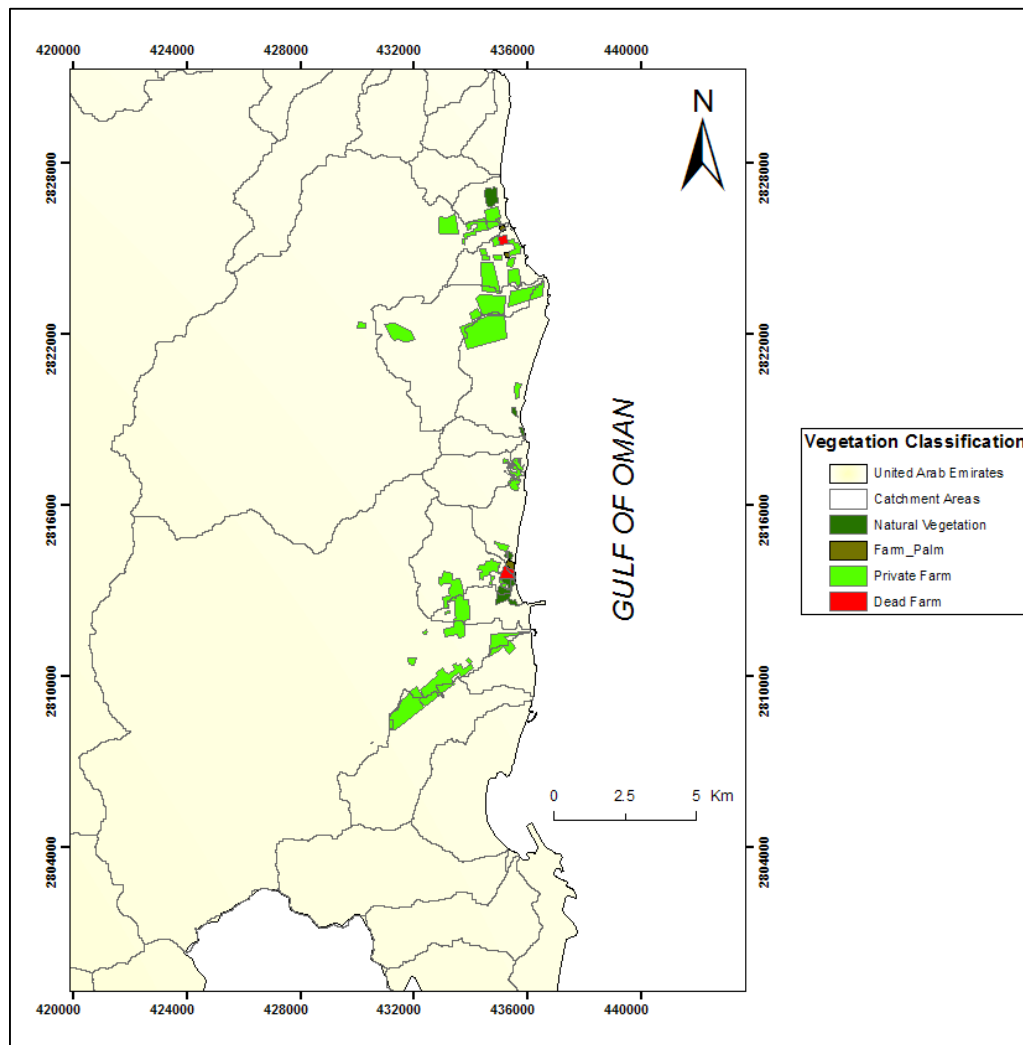 420000 424000 428000 432000 436000 440000
N
2828000 2828000
2822000 2822000
GULF OF OMAN
Vegetation Classification
United Arab Emirates
Catchment Areas
Natural Vegetation
Farm_Palm
Private Farm
Dead Farm
2816000 2816000
2810000 2810000
0 2.5 5 Km
2804000 2804000
420000 424000 428000 432000 436000 440000